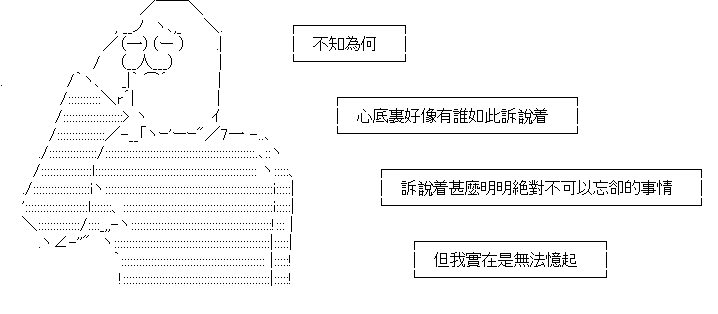 不知為何
心底裏好像有誰如此訴說着
訴說着甚麼明明絕對不可以忘卻的事情
但我實在是無法憶起